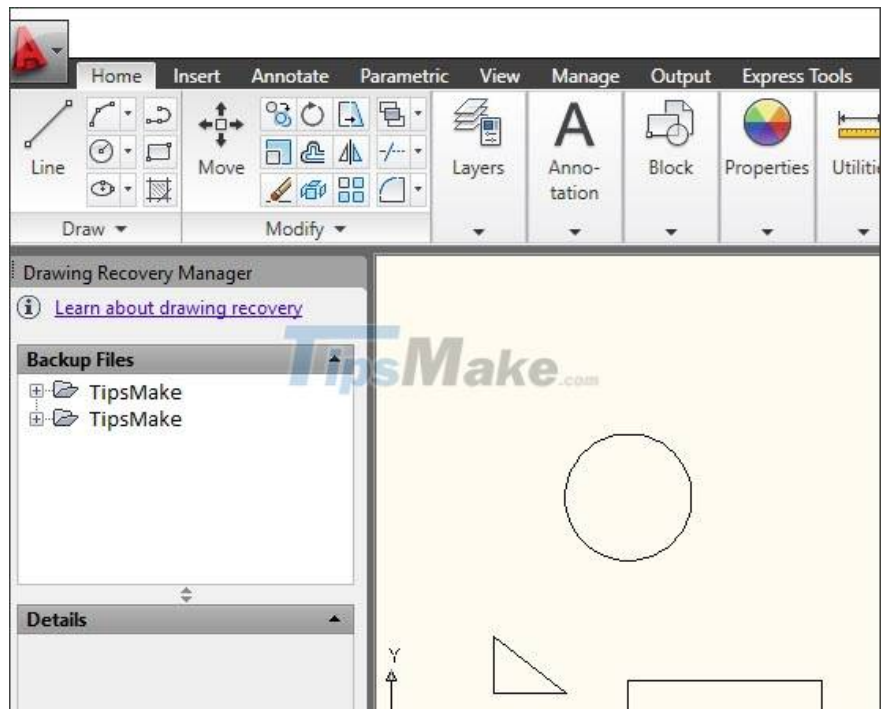 Home Insert Annotate Parametric View Manage Output Express Tools
Line
Move
Layers
Anno-
tation
Block
Properties
Draw
Modify
Drawing Recovery Manager
Learn about drawing recovery
Backup Files
TipsMake
TipsMake
TipsMake.com
Details
Y